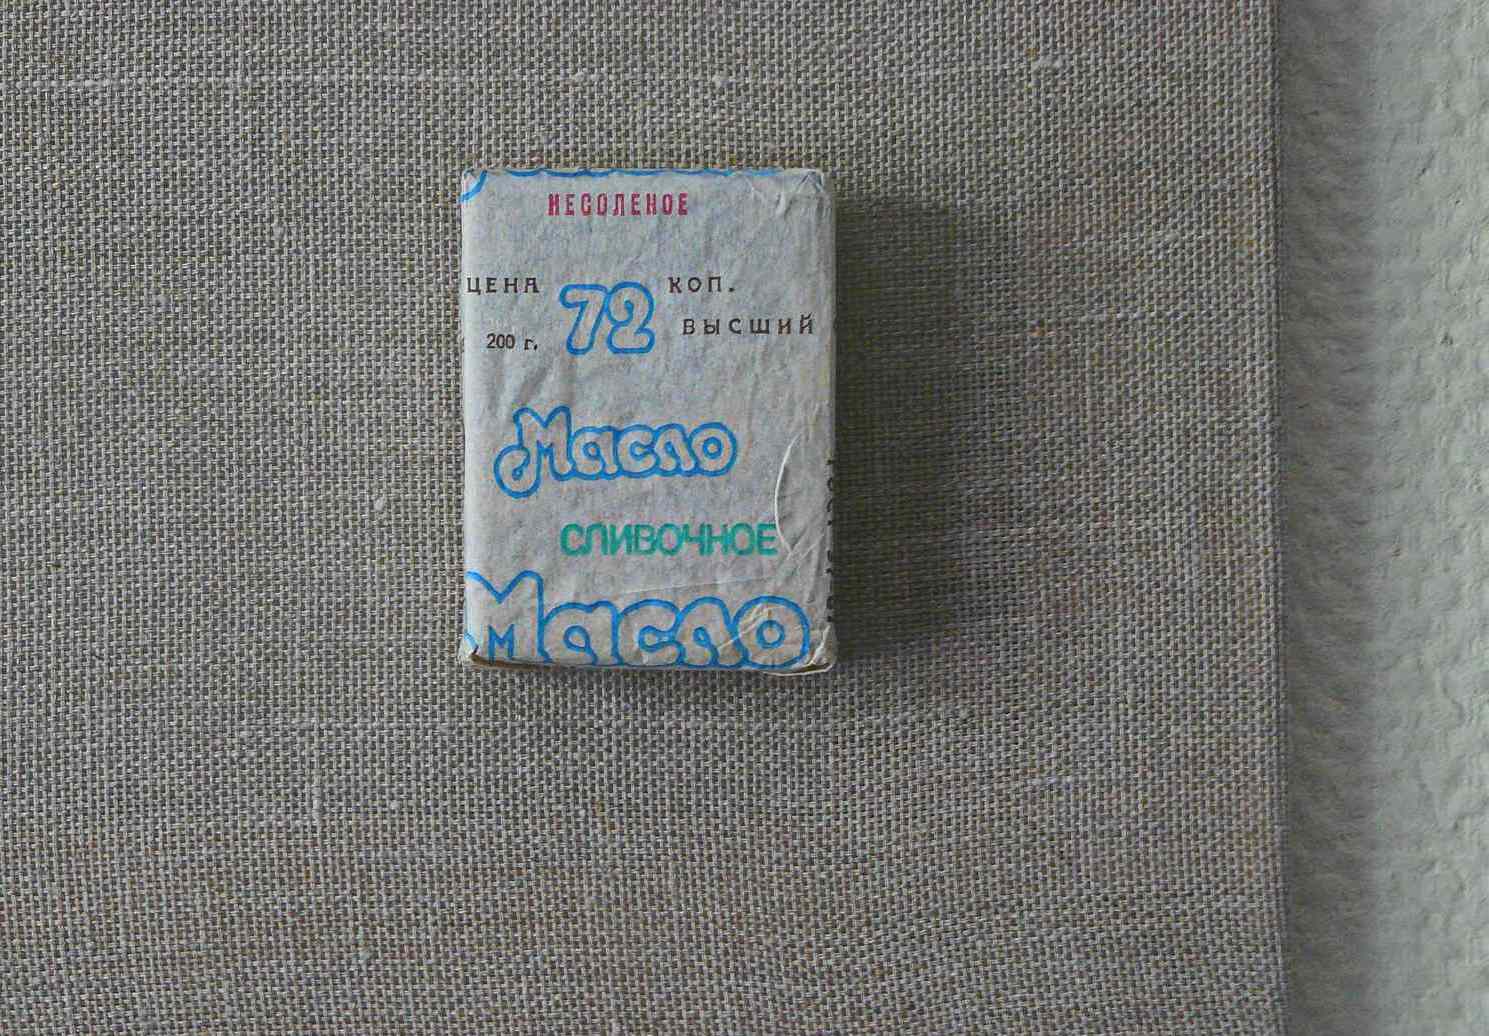 НЕСОЛЕНОЕ
ЦЕНА 72 КОП.
200 г. ВЫСШИЙ
Масло
СЛИВОЧНОЕ
Масло